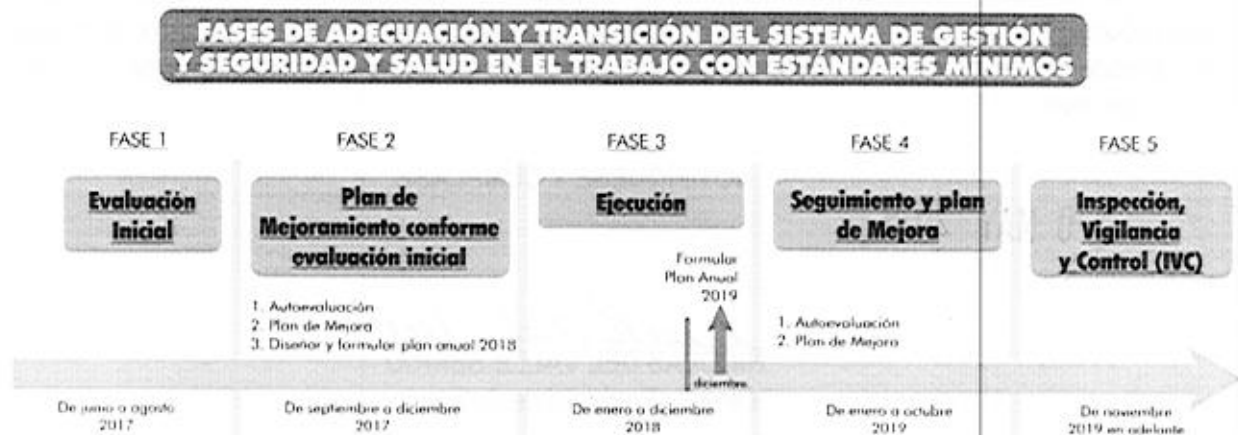 FASES DE ADECUACIÓN Y TRANSICIÓN DEL SISTEMA DE GESTIÓN
Y SEGURIDAD Y SALUD EN EL TRABAJO CON ESTÁNDARES MÍNIMOS
FASE 1
Evaluación
Inicial
De junio a agosto
2017
FASE 2
Plan de
Mejoramiento conforme
evaluación inicial
1. Autoevaluación
2. Plan de Mejora
3. Diseñar y formular plan anual 2018
De septiembre a diciembre
2017
FASE 3
Ejecución
Formular
Plan Anual
2019
diciembre
De enero a diciembre
2018
FASE 4
Seguimiento y plan
de Mejora
1. Autoevaluación
2. Plan de Mejora
De enero a octubre
2019
FASE 5
Inspección,
Vigilancia
y Control (IVC)
De noviembre
2019 en adelante